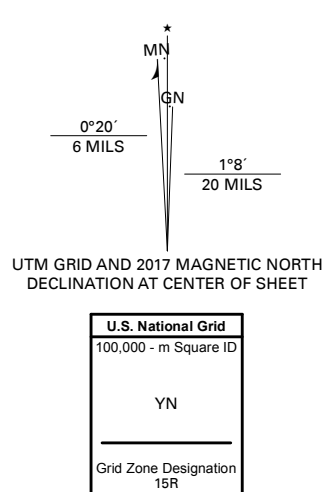 ★
MN
GN
0°20´
6 MILS
1°8´
20 MILS
UTM GRID AND 2017 MAGNETIC NORTH
DECLINATION AT CENTER OF SHEET
U.S. National Grid
100,000 - m Square ID
YN
Grid Zone Designation
15R